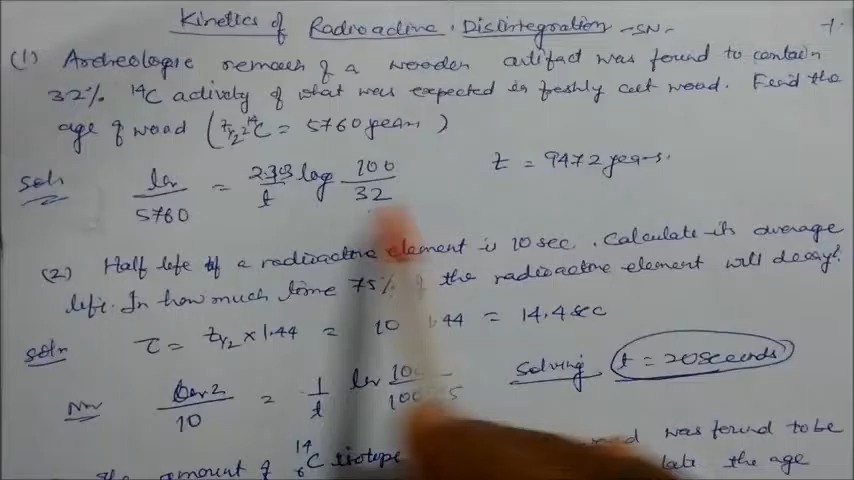 Kinetics of Radioactive Disintegration -SN-
(1) Archeologic remains of a wooden artifact was found to contain
32% 14C activity of what was expected in freshly cut wood. Find the
age of wood (t1/2 14C = 5760 years)
Soln ln/5760 = 2.303/t log 100/32 t = 9472 years.
(2) Half life of a radioactive element is 10 sec. Calculate its average
life. In how much time 75% of the radioactive element will decay?
Soln τ = t1/2 × 1.44 = 10 1.44 = 14.4 sec
Now ln 2/10 = 1/t ln Solving t = 20 seconds
The amount of 14 6 C isotope was found to be
the age